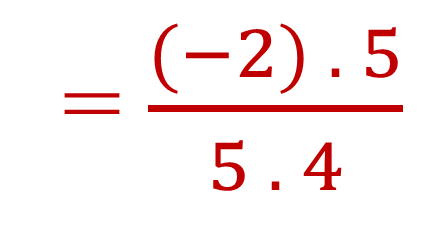 = (−2) . 5
5 . 4